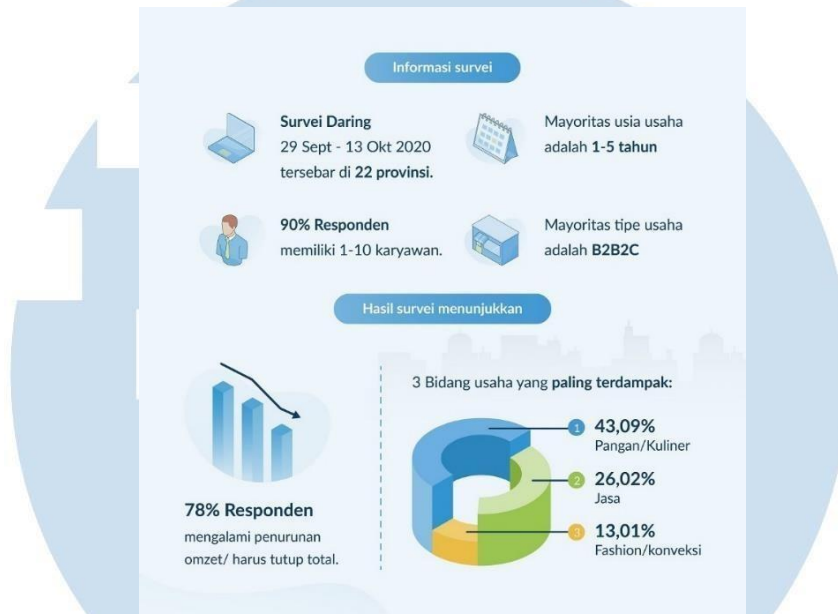 Informasi survei
Survei Daring
29 Sept - 13 Okt 2020
tersebar di 22 provinsi.
Mayoritas usia usaha
adalah 1-5 tahun
90% Responden
memiliki 1-10 karyawan.
Mayoritas tipe usaha
adalah B2B2C
Hasil survei menunjukkan
78% Responden
mengalami penurunan
omzet/ harus tutup total.
3 Bidang usaha yang paling terdampak:
1
43,09%
Pangan/Kuliner
2
26,02%
Jasa
3
13,01%
Fashion/konveksi